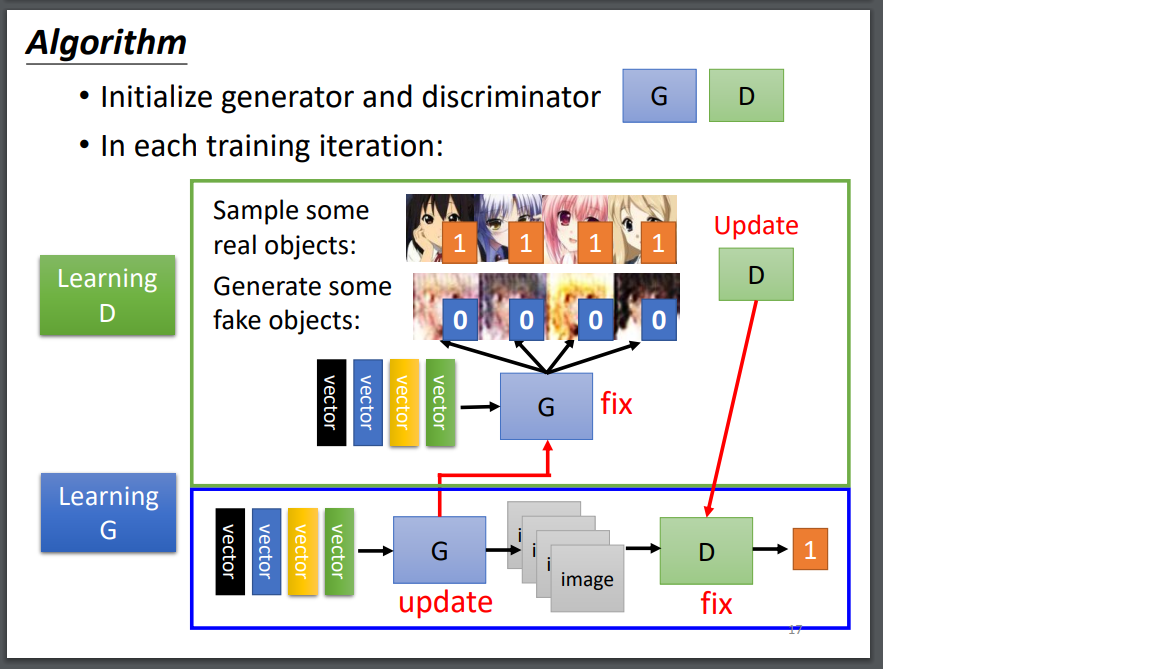 Algorithm
• Initialize generator and discriminator
G
D
• In each training iteration:
Sample some
real objects:
1
1
1
1
Update
D
Learning
D
Generate some
fake objects:
0
0
0
0
vector
vector
vector
vector
G
fix
Learning
G
vector
vector
vector
vector
G
update
i
i
i
image
D
fix
1
17